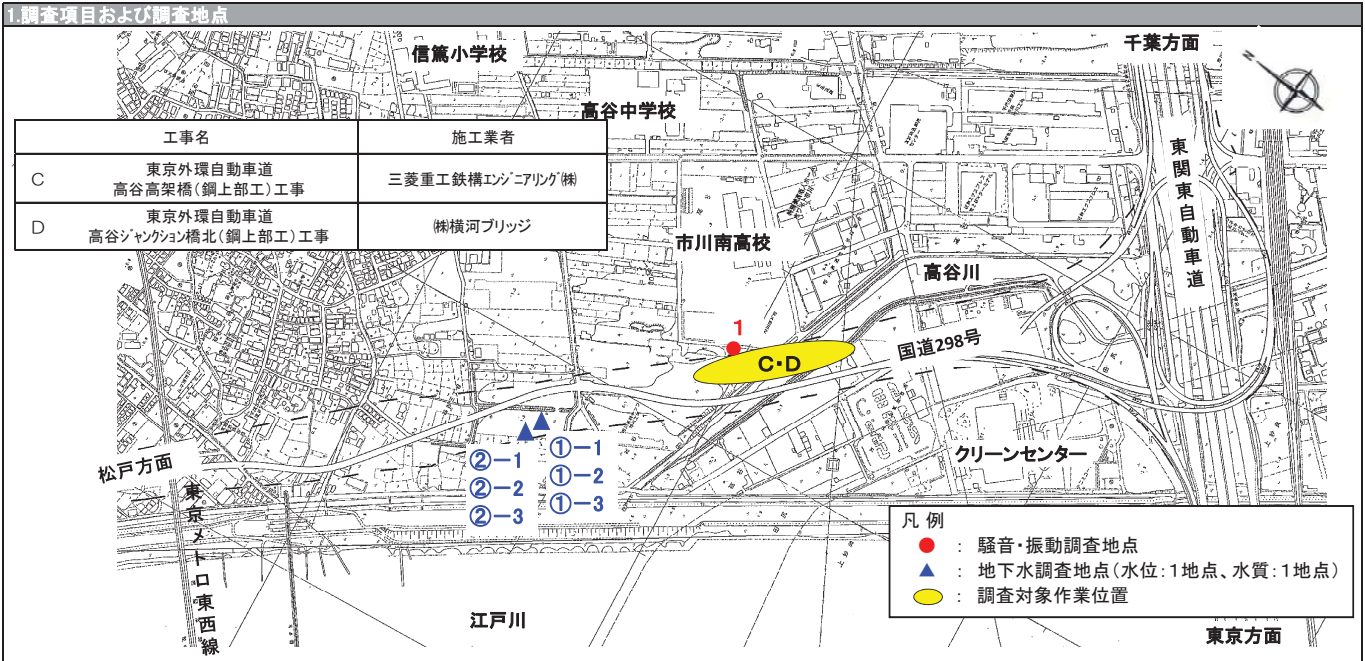 1.調査項目および調査地点
信篤小学校
千葉方面
高谷中学校
N
工事名 施工業者
C 東京外環自動車道
高谷高架橋(鋼上部工)工事 三菱重工鉄構エンジニアリング㈱
D 東京外環自動車道
高谷ジャンクション橋北(鋼上部工)工事 ㈱横河ブリッジ
東関東自動車道
市川南高校
高谷川
1
C・D
国道298号
松戸方面
②-1 ①-1
②-2 ①-2
②-3 ①-3
クリーンセンター
東京メトロ東西線
江戸川
凡 例
: 騒音・振動調査地点
: 地下水調査地点(水位:1地点、水質:1地点)
: 調査対象作業位置
東京方面